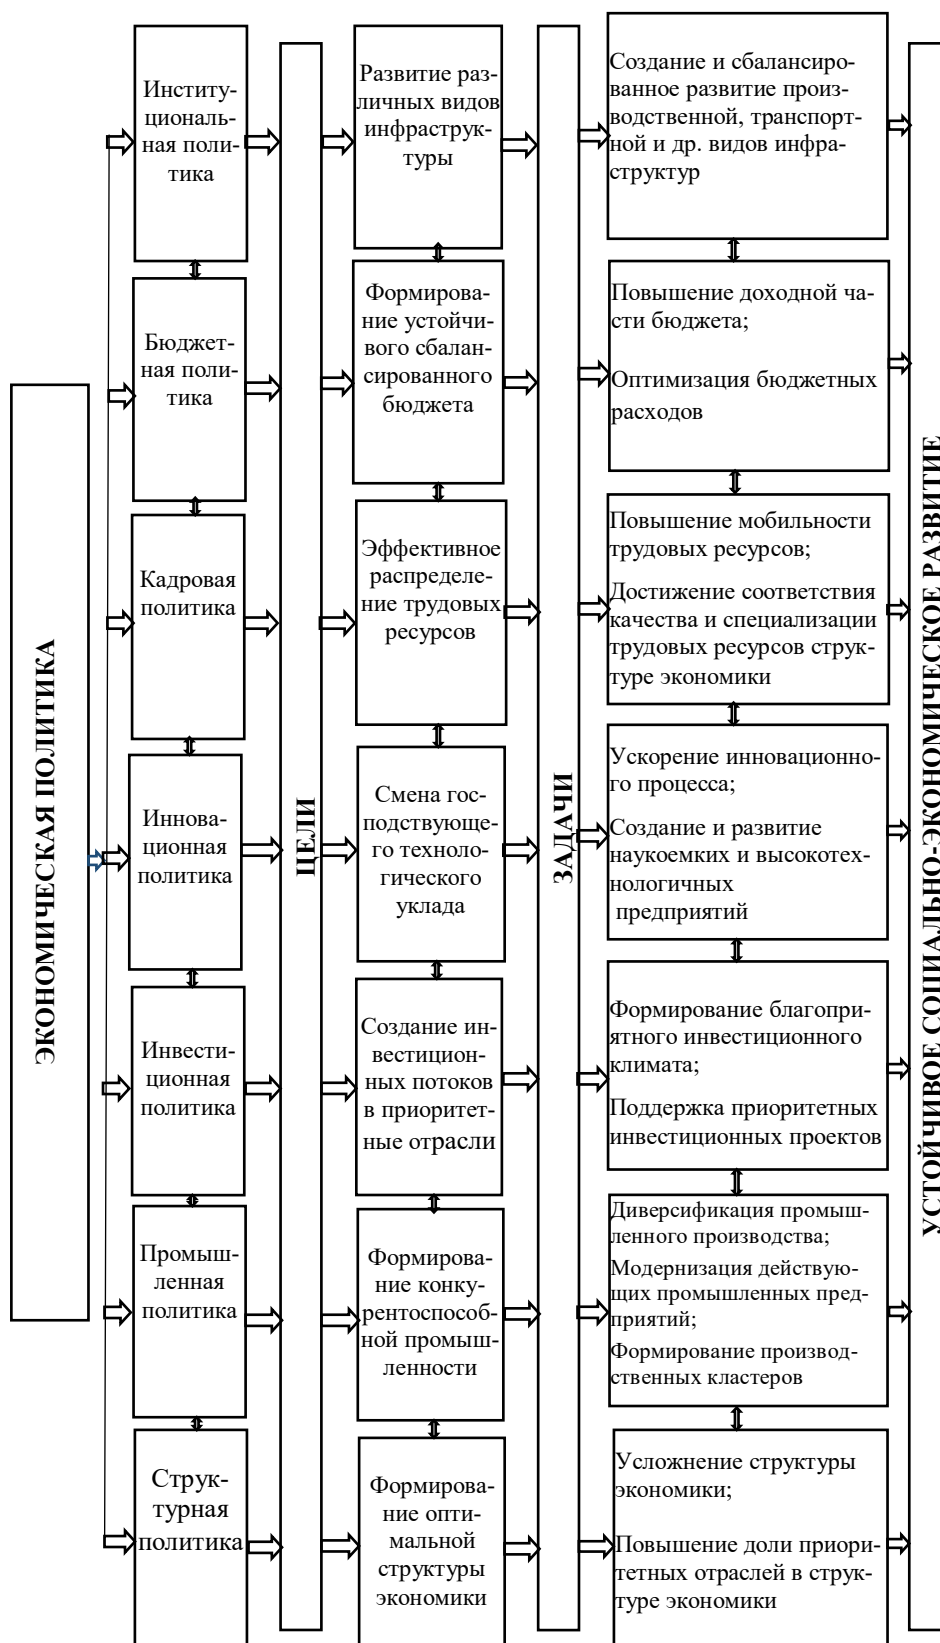 ЭКОНОМИЧЕСКАЯ ПОЛИТИКА
Институ-
циональ-
ная поли-
тика
Бюджет-
ная поли-
тика
Кадровая
политика
Иннова-
ционная
политика
Инвести-
ционная
политика
Промыш-
ленная
политика
Струк-
турная
политика
ЦЕЛИ
Развитие раз-
личных видов
инфраструк-
туры
Формирова-
ние устойчи-
вого сбалан-
сированного
бюджета
Эффективное
распределе-
ние трудовых
ресурсов
Смена гос-
подствующе-
го техноло-
гического
уклада
Создание ин-
вестицион-
ных потоков
в приоритет-
ные отрасли
Формирова-
ние конку-
рентоспособ-
ной промыш-
ленности
Формирова-
ние опти-
мальной
структуры
экономики
ЗАДАЧИ
Создание и сбалансиро-
ванное развитие произ-
водственной, транспорт-
ной и др. видов инфра-
структур
Повышение доходной ча-
сти бюджета;
Оптимизация бюджетных
расходов
Повышение мобильности
трудовых ресурсов;
Достижение соответствия
качества и специализации
трудовых ресурсов струк-
туре экономики
Ускорение инновационно-
го процесса;
Создание и развитие
наукоемких и высокотех-
нологичных
предприятий
Формирование благопри-
ятного инвестиционного
климата;
Поддержка приоритетных
инвестиционных проектов
Диверсификация промыш-
ленного производства;
Модернизация действую-
щих промышленных пред-
приятий;
Формирование производ-
ственных кластеров
Усложнение структуры
экономики;
Повышение доли приори-
тетных отраслей в струк-
туре экономики
УСТОЙЧИВОЕ СОЦИАЛЬНО-ЭКОНОМИЧЕСКОЕ РАЗВИТИЕ